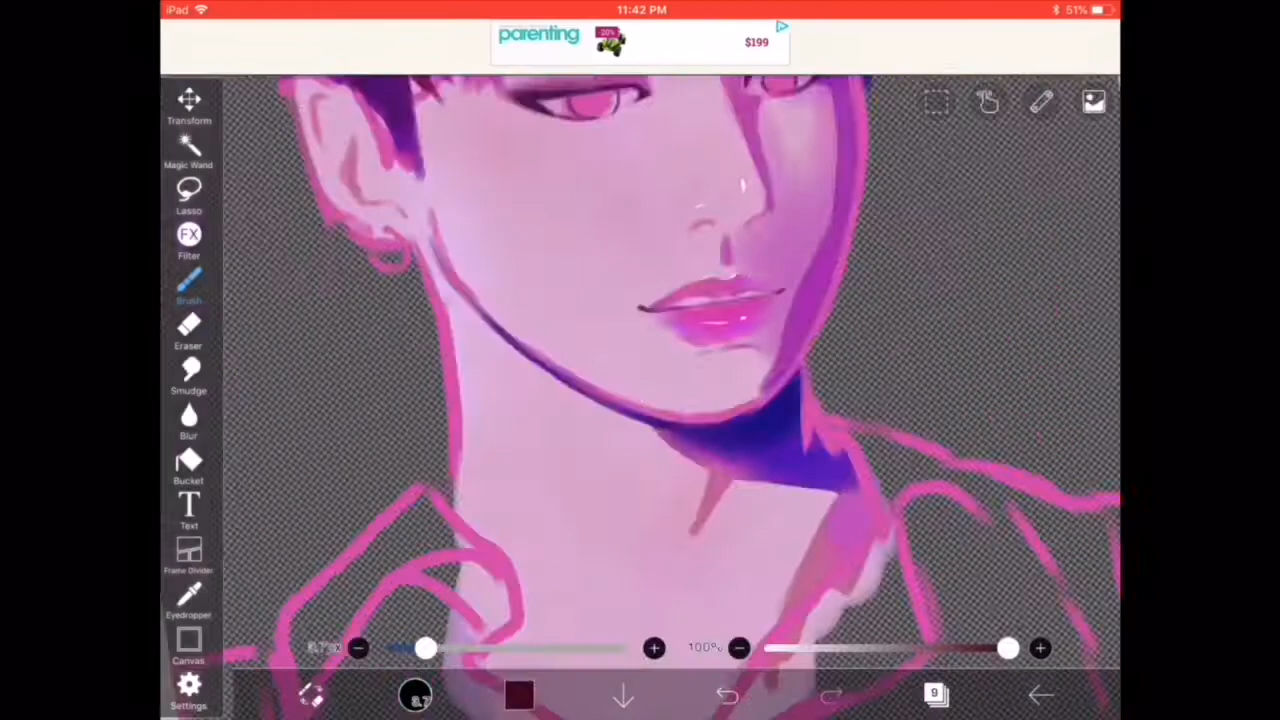 iPad
11:42 PM
51%
parenting
-20%
$199
Transform
Magic Wand
Lasso
FX
Filter
Brush
Eraser
Smudge
Blur
Bucket
T
Text
Frame Divider
Eyedropper
Canvas
Settings
100%
9